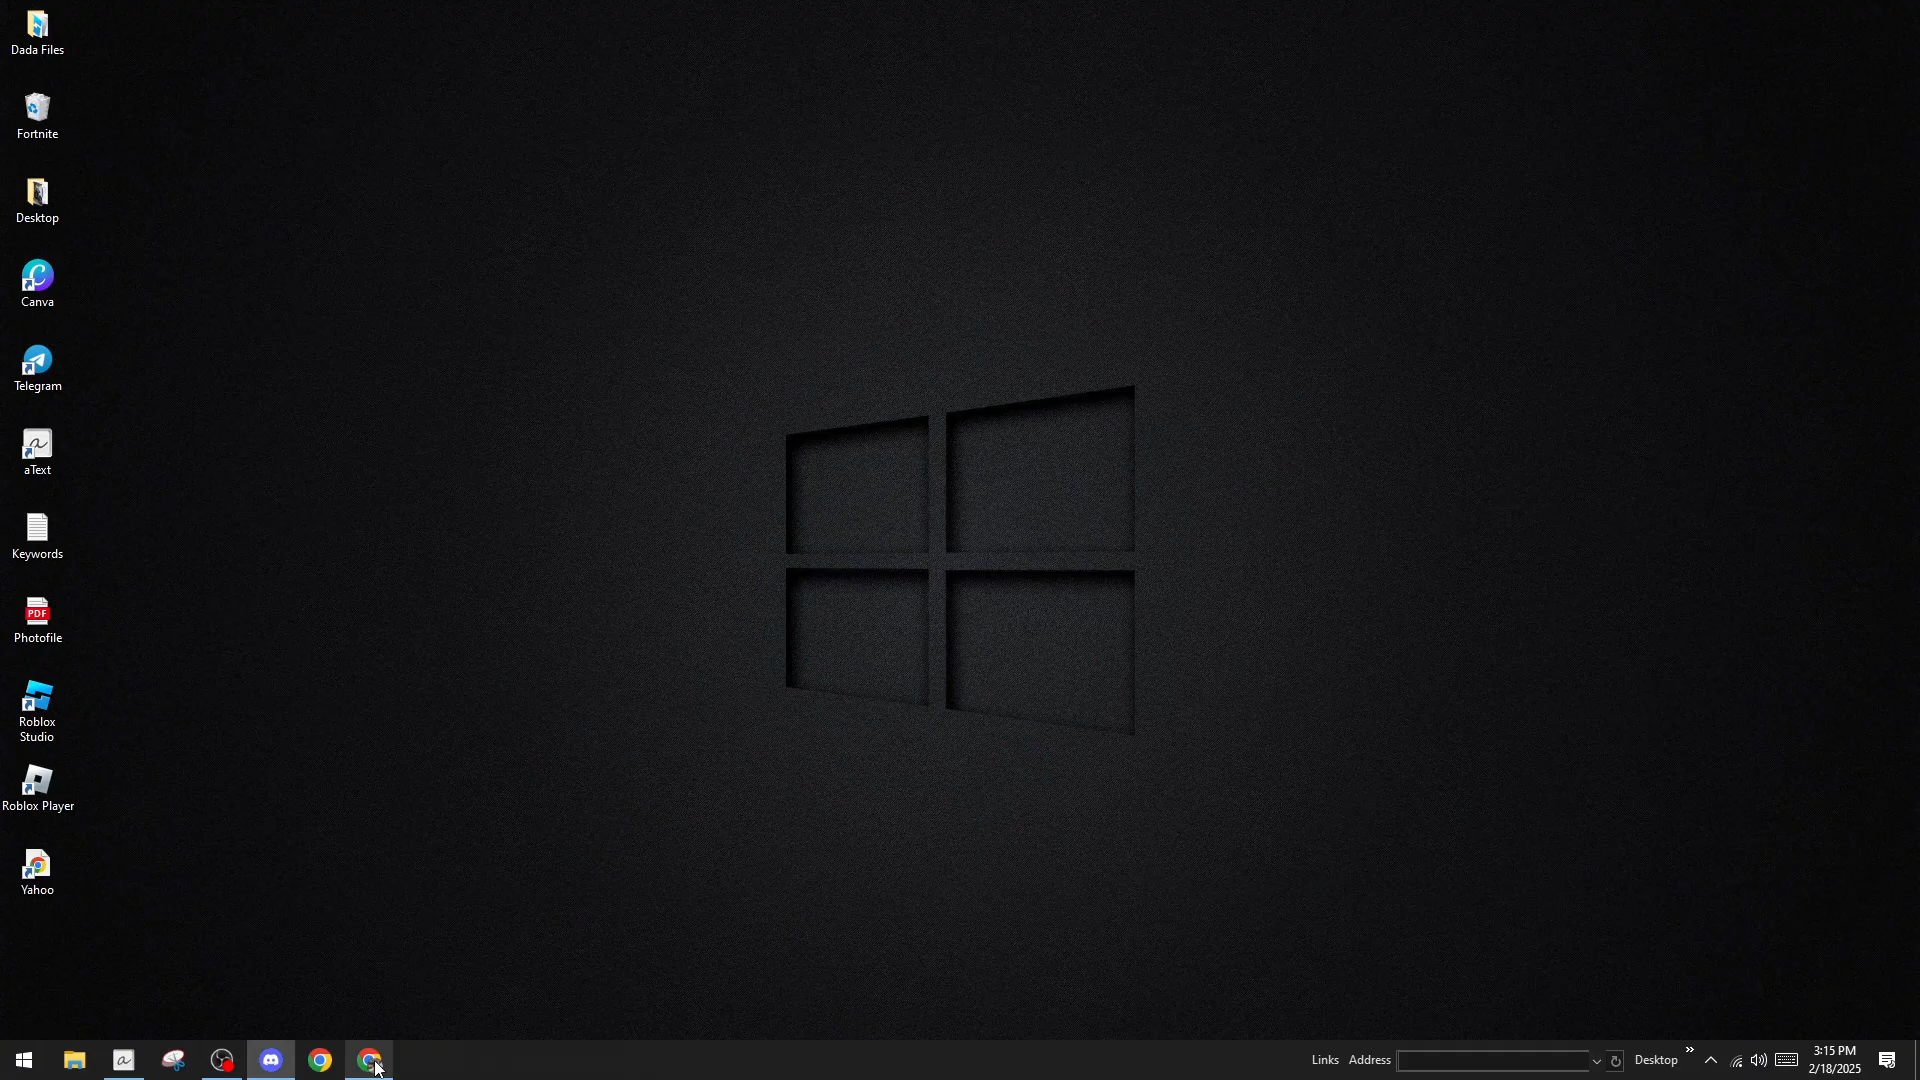 Dada Files
Fortnite
Desktop
Canva
Telegram
aText
Keywords
PDF
Photofile
Roblox
Studio
Roblox Player
Yahoo
Links Address Desktop »
3:15 PM
2/18/2025